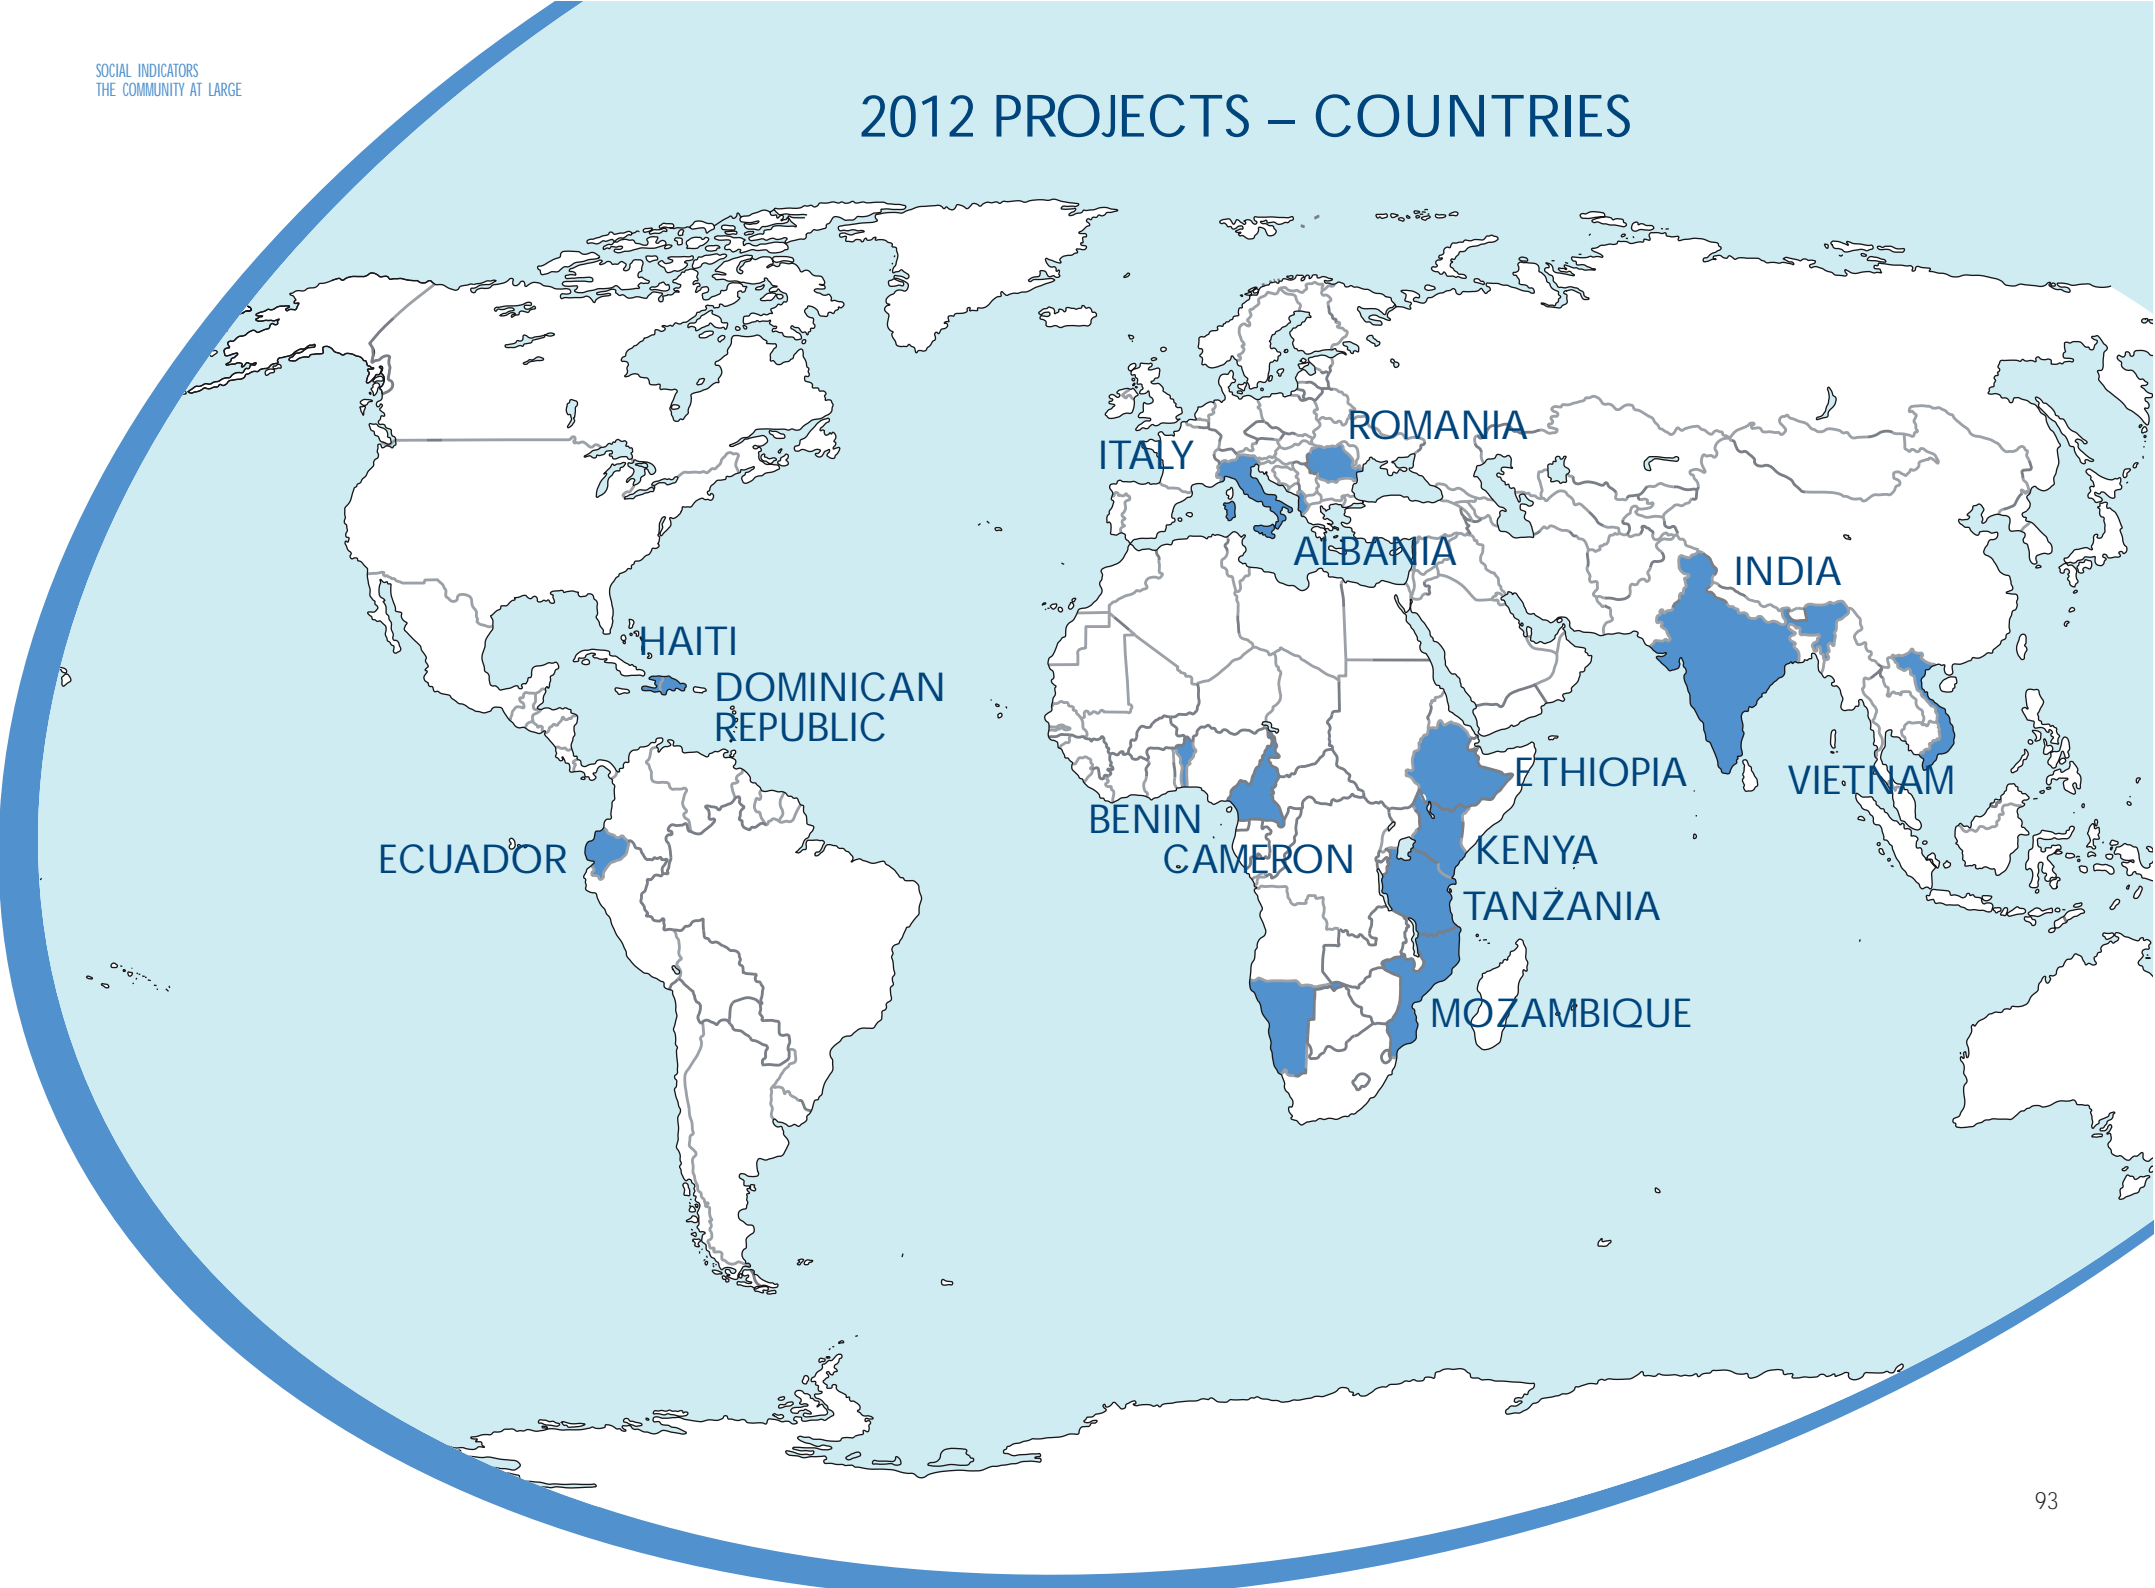 SOCIAL INDICATORS
THE COMMUNITY AT LARGE
2012 PROJECTS – COUNTRIES
ROMANIA
ITALY
ALBANIA
INDIA
HAITI
DOMINICAN
REPUBLIC
ETHIOPIA
VIETNAM
BENIN
KENYA
ECUADOR
CAMERON
TANZANIA
MOZAMBIQUE
93